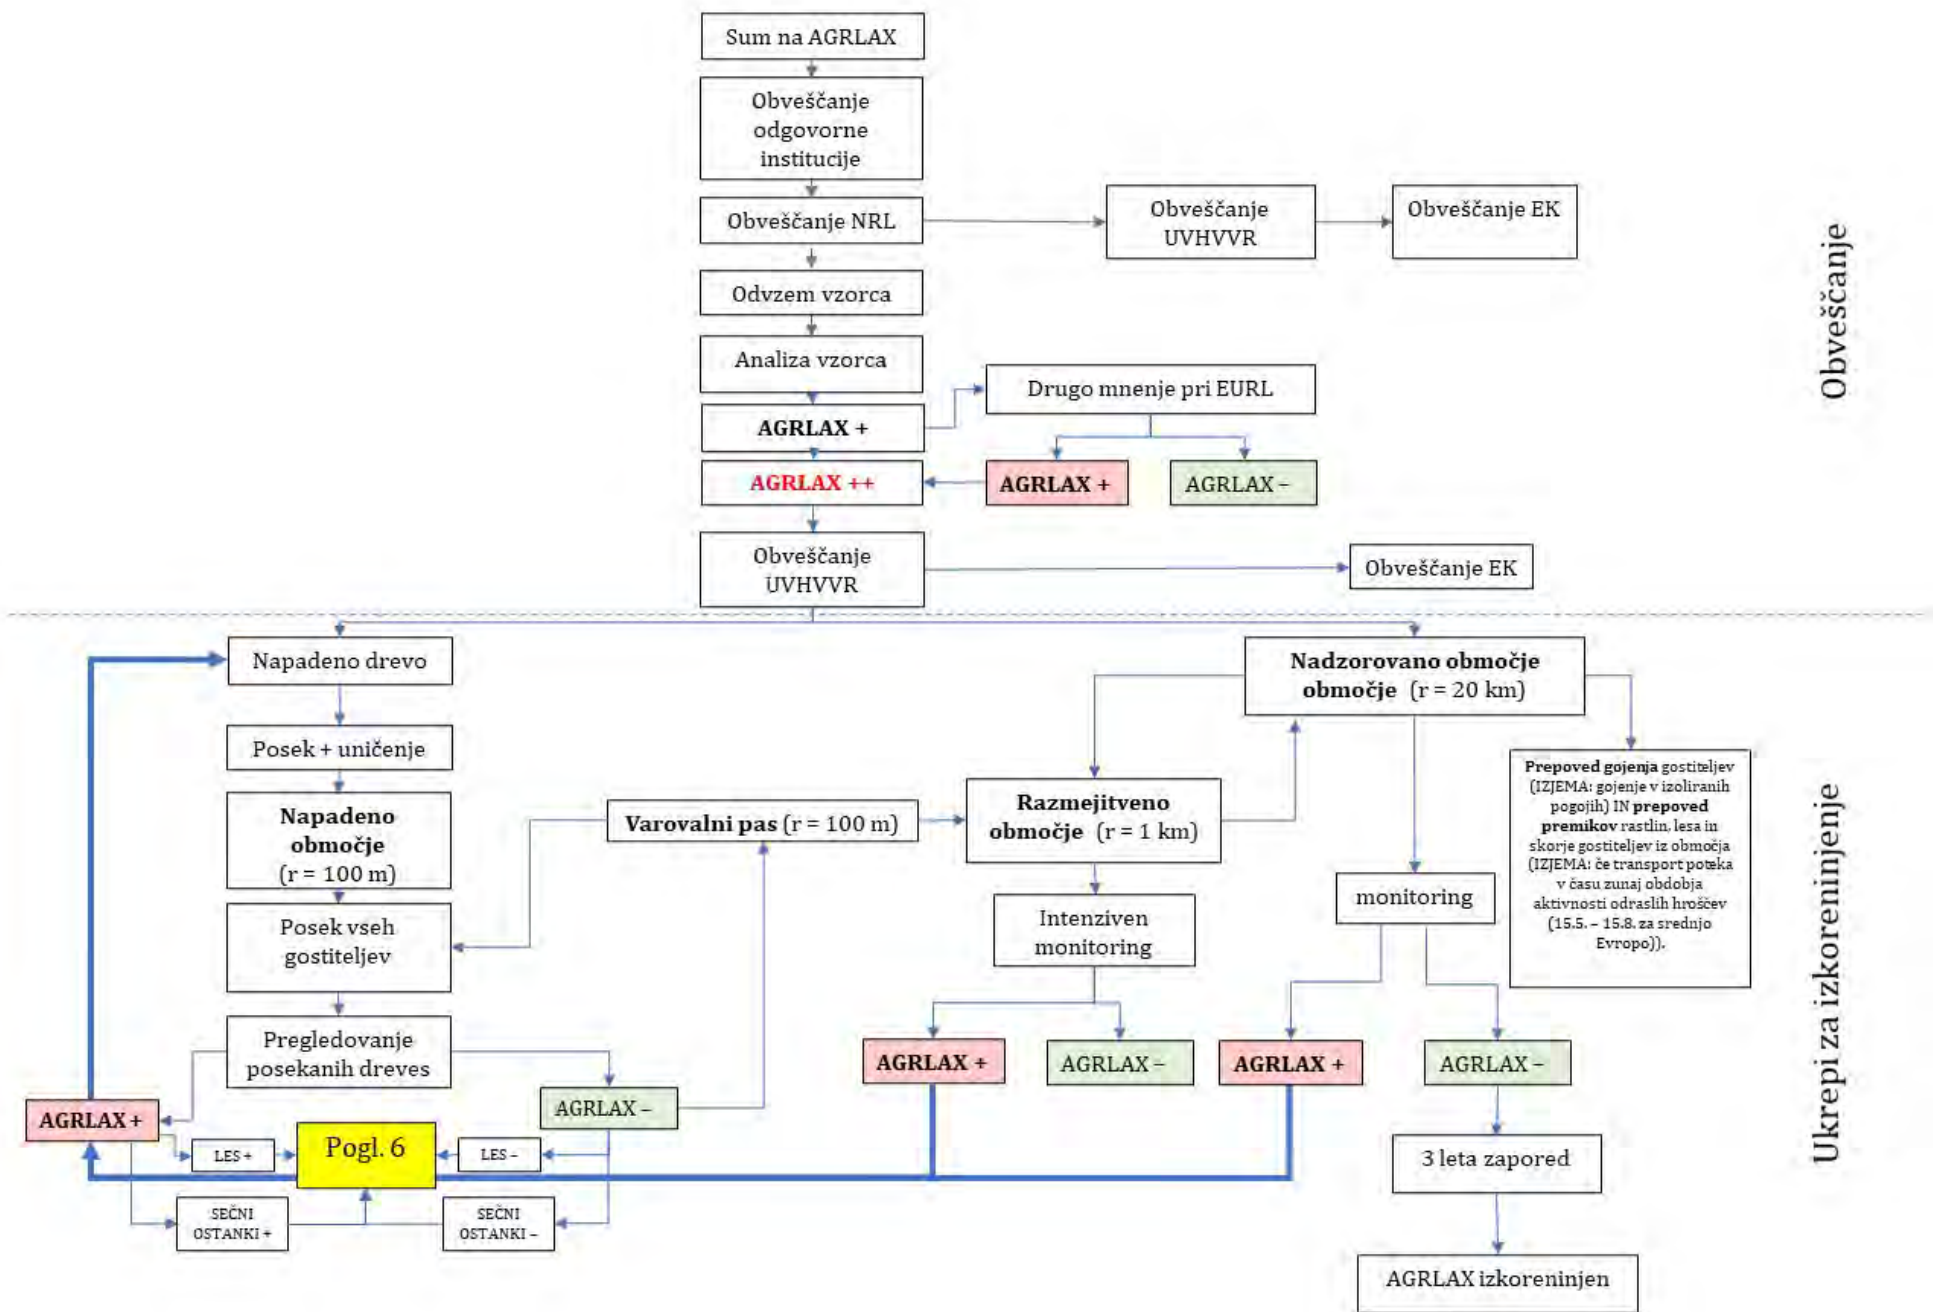 Sum na AGRLAX
Obveščanje
odgovorne
institucije
Obveščanje NRL
Obveščanje
UVHVVR
Obveščanje EK
Odvzem vzorca
Analiza vzorca
Drugo mnenje pri EURL
AGRLAX +
AGRLAX ++
AGRLAX +
AGRLAX –
Obveščanje
UVHVVR
Obveščanje EK
Obveščanje
Napadeno drevo
Nadzorovano območje
območje (r = 20 km)
Posek + uničenje
Napadeno
območje
(r = 100 m)
Varovalni pas (r = 100 m)
Razmejitveno
območje (r = 1 km)
Prepoved gojenja gostiteljev
(IZJEMA: gojenje v izoliranih
pogojih) IN prepoved
premikov rastlin, lesa in
skorje gostiteljev iz območja
(IZJEMA: če transport poteka
v času zunaj obdobja
aktivnosti odraslih hroščev
(15.5. – 15.8. za srednjo
Evropo)).
Posek vseh
gostiteljev
Intenziven
monitoring
monitoring
Pregledovanje
posekanih dreves
AGRLAX +
AGRLAX –
AGRLAX +
AGRLAX –
AGRLAX +
AGRLAX –
LES +
Pogl. 6
LES –
SEČNI
OSTANKI +
SEČNI
OSTANKI –
3 leta zapored
AGRLAX izkoreninjen
Ukrepi za izkoreninjenje